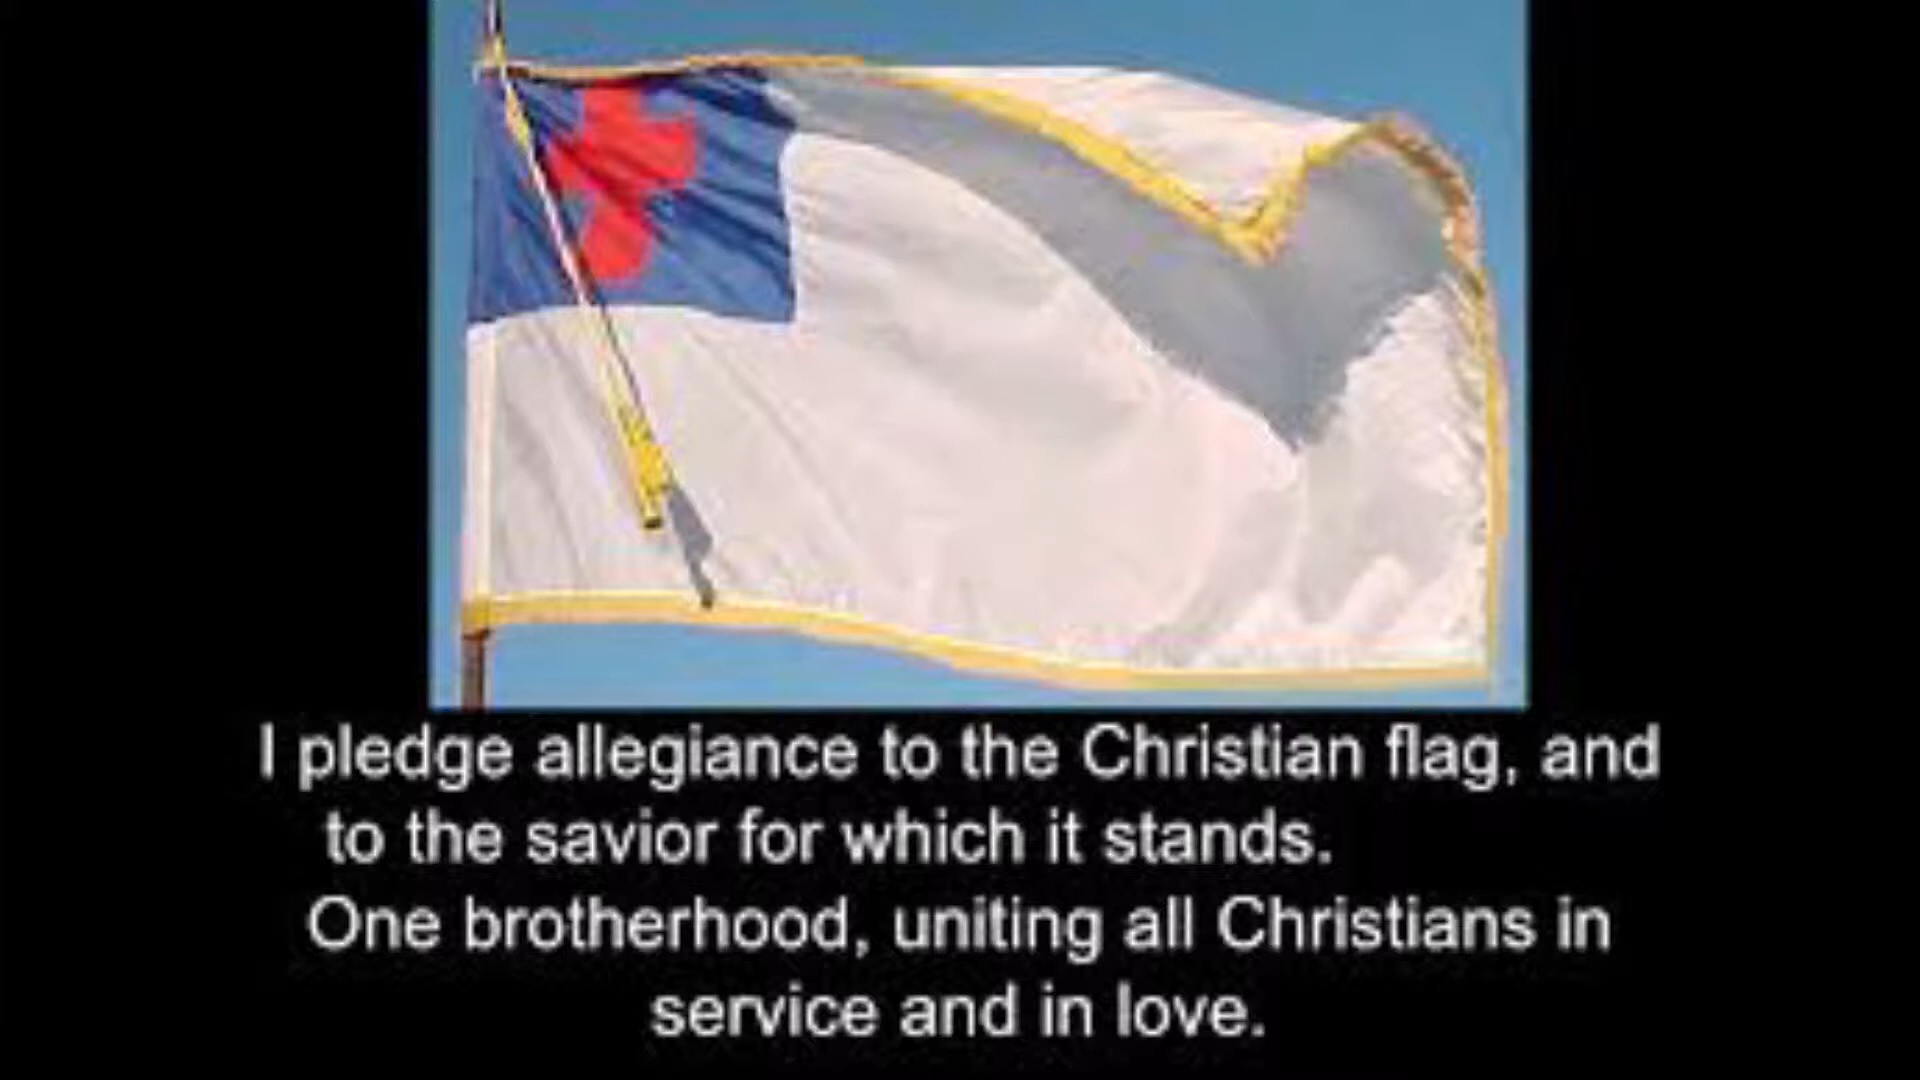 I pledge allegiance to the Christian flag, and
to the savior for which it stands.
One brotherhood, uniting all Christians in
service and in love.